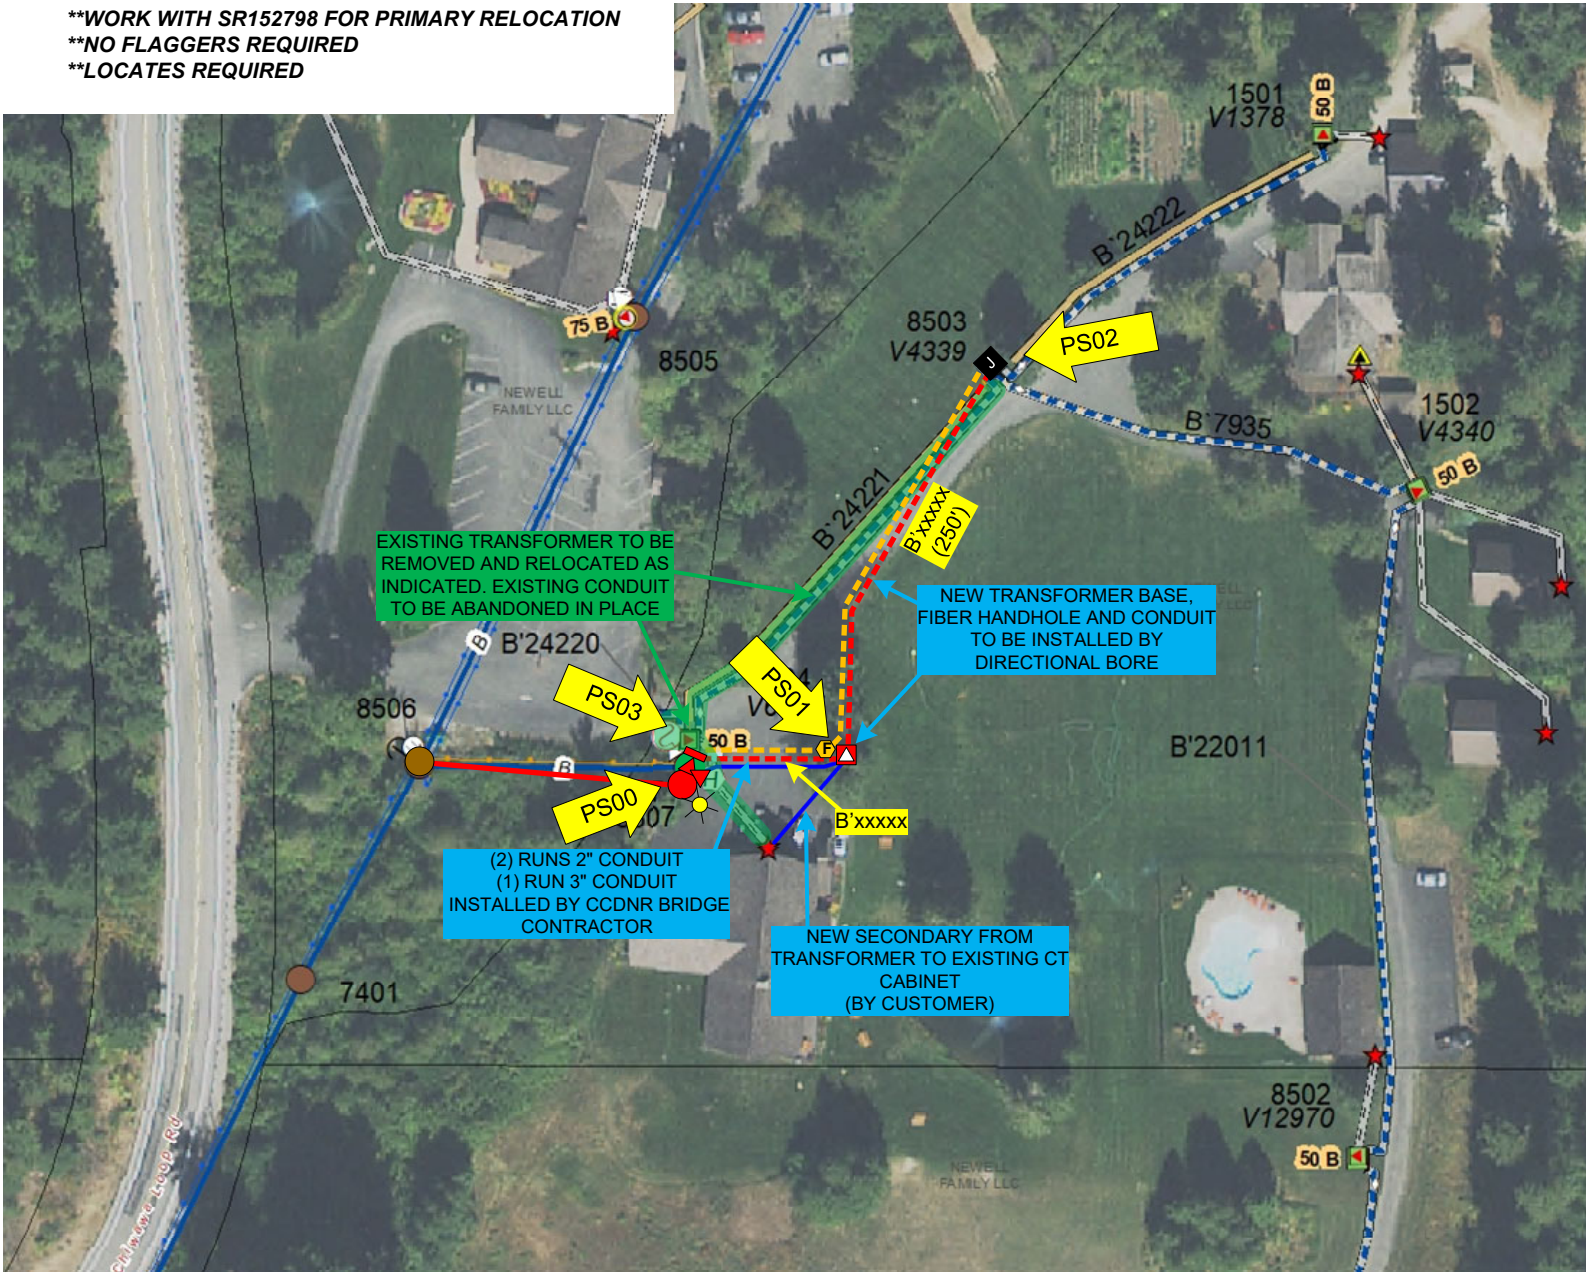 **WORK WITH SR152798 FOR PRIMARY RELOCATION
**NO FLAGGERS REQUIRED
**LOCATES REQUIRED
1501
V1378
50 B
B`24222
8503
V4339
PS02
75 B
8505
NEWELL
FAMILY LLC
1502
V4340
50 B
B`7935
B`24221
B'xxxxx
(250')
EXISTING TRANSFORMER TO BE
REMOVED AND RELOCATED AS
INDICATED. EXISTING CONDUIT
TO BE ABANDONED IN PLACE
NEW TRANSFORMER BASE,
FIBER HANDHOLE AND CONDUIT
TO BE INSTALLED BY
DIRECTIONAL BORE
B
B'24220
PS03
PS01
8506
50 B
F
J
B'22011
B
PS00
B'xxxxx
(2) RUNS 2" CONDUIT
(1) RUN 3" CONDUIT
INSTALLED BY CCDNR BRIDGE
CONTRACTOR
NEW SECONDARY FROM
TRANSFORMER TO EXISTING CT
CABINET
(BY CUSTOMER)
7401
8502
V12970
50 B
NEWELL
FAMILY LLC
Chiwawa Loop Rd